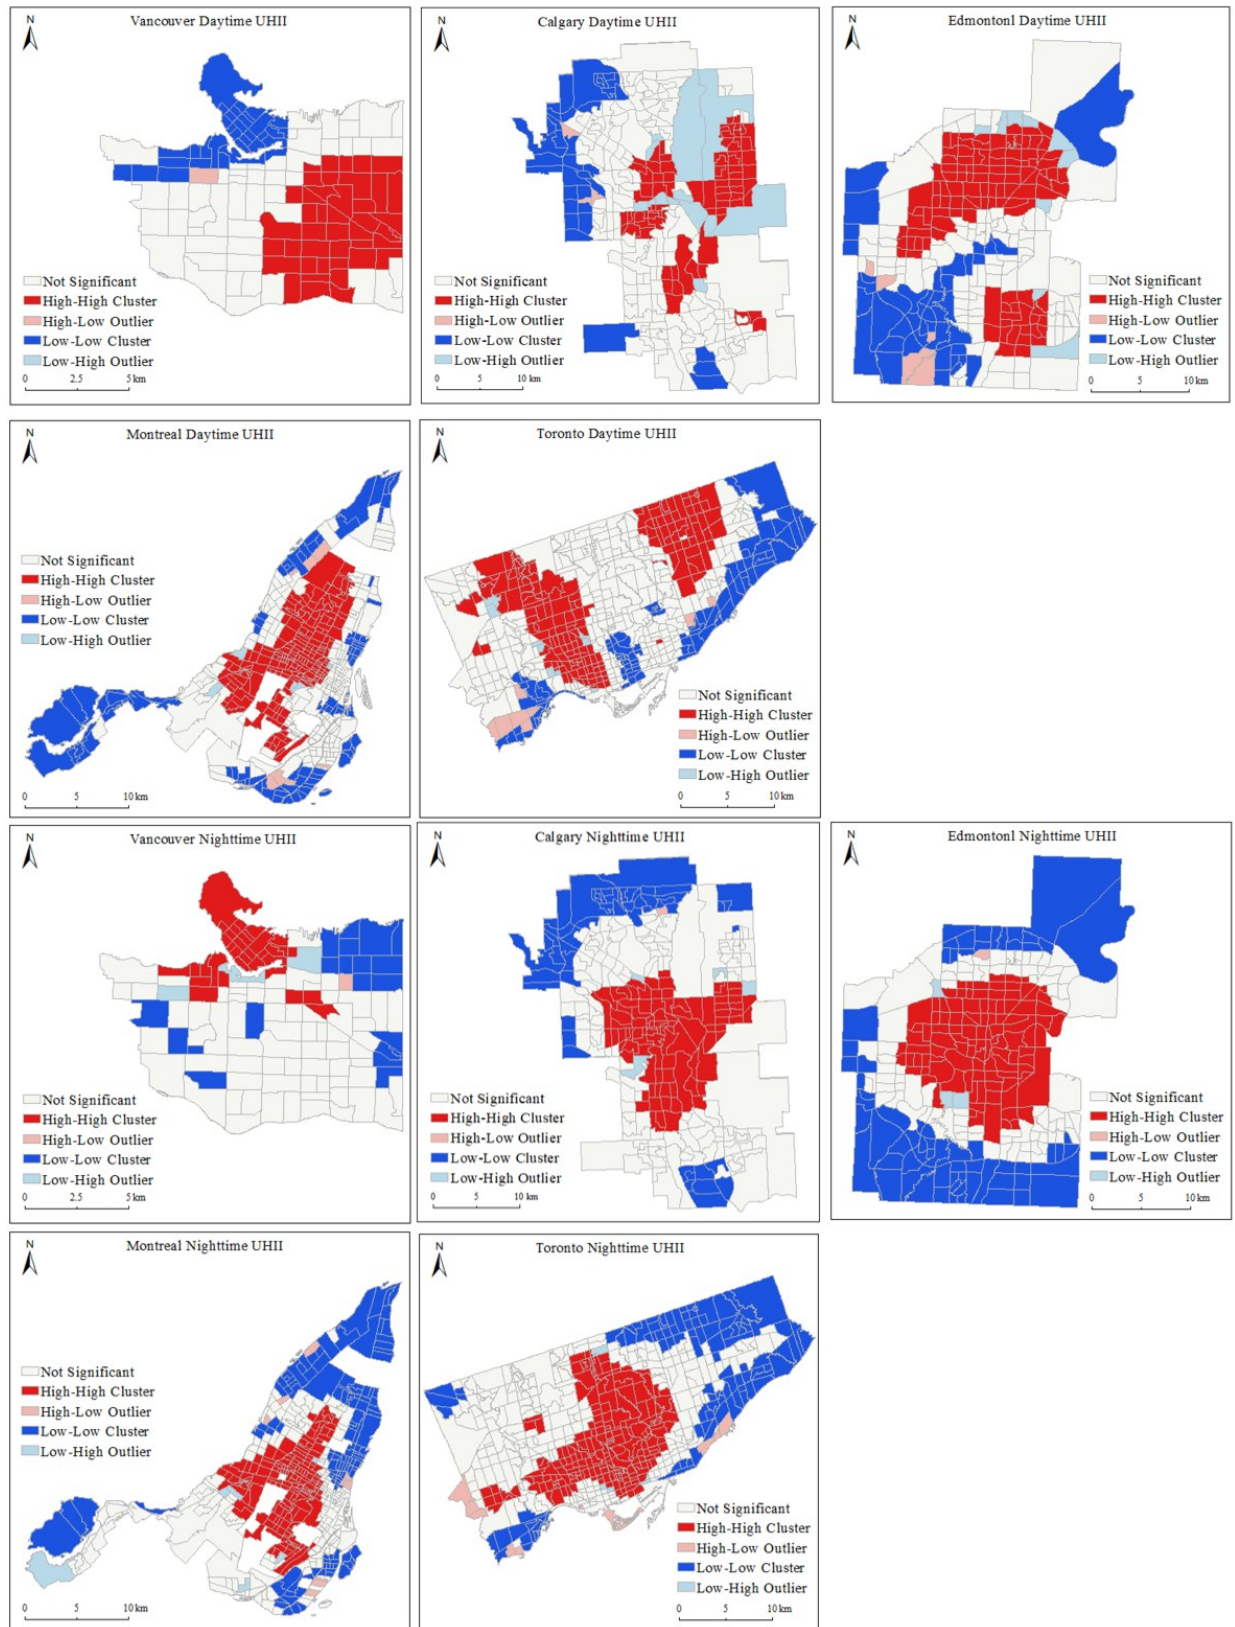 Vancouver Daytime UHII
N
Not Significant
High-High Cluster
High-Low Outlier
Low-Low Cluster
Low-High Outlier
0 2.5 5 km
Calgary Daytime UHII
N
Not Significant
High-High Cluster
High-Low Outlier
Low-Low Cluster
Low-High Outlier
0 5 10 km
Edmontonl Daytime UHII
N
Not Significant
High-High Cluster
High-Low Outlier
Low-Low Cluster
Low-High Outlier
0 5 10 km
Montreal Daytime UHII
N
Not Significant
High-High Cluster
High-Low Outlier
Low-Low Cluster
Low-High Outlier
0 5 10 km
Toronto Daytime UHII
N
Not Significant
High-High Cluster
High-Low Outlier
Low-Low Cluster
Low-High Outlier
0 5 10 km
Vancouver Nighttime UHII
N
Not Significant
High-High Cluster
High-Low Outlier
Low-Low Cluster
Low-High Outlier
0 2.5 5 km
Calgary Nighttime UHII
N
Not Significant
High-High Cluster
High-Low Outlier
Low-Low Cluster
Low-High Outlier
0 5 10 km
Edmontonl Nighttime UHII
N
Not Significant
High-High Cluster
High-Low Outlier
Low-Low Cluster
Low-High Outlier
0 5 10 km
Montreal Nighttime UHII
N
Not Significant
High-High Cluster
High-Low Outlier
Low-Low Cluster
Low-High Outlier
0 5 10 km
Toronto Nighttime UHII
N
Not Significant
High-High Cluster
High-Low Outlier
Low-Low Cluster
Low-High Outlier
0 5 10 km